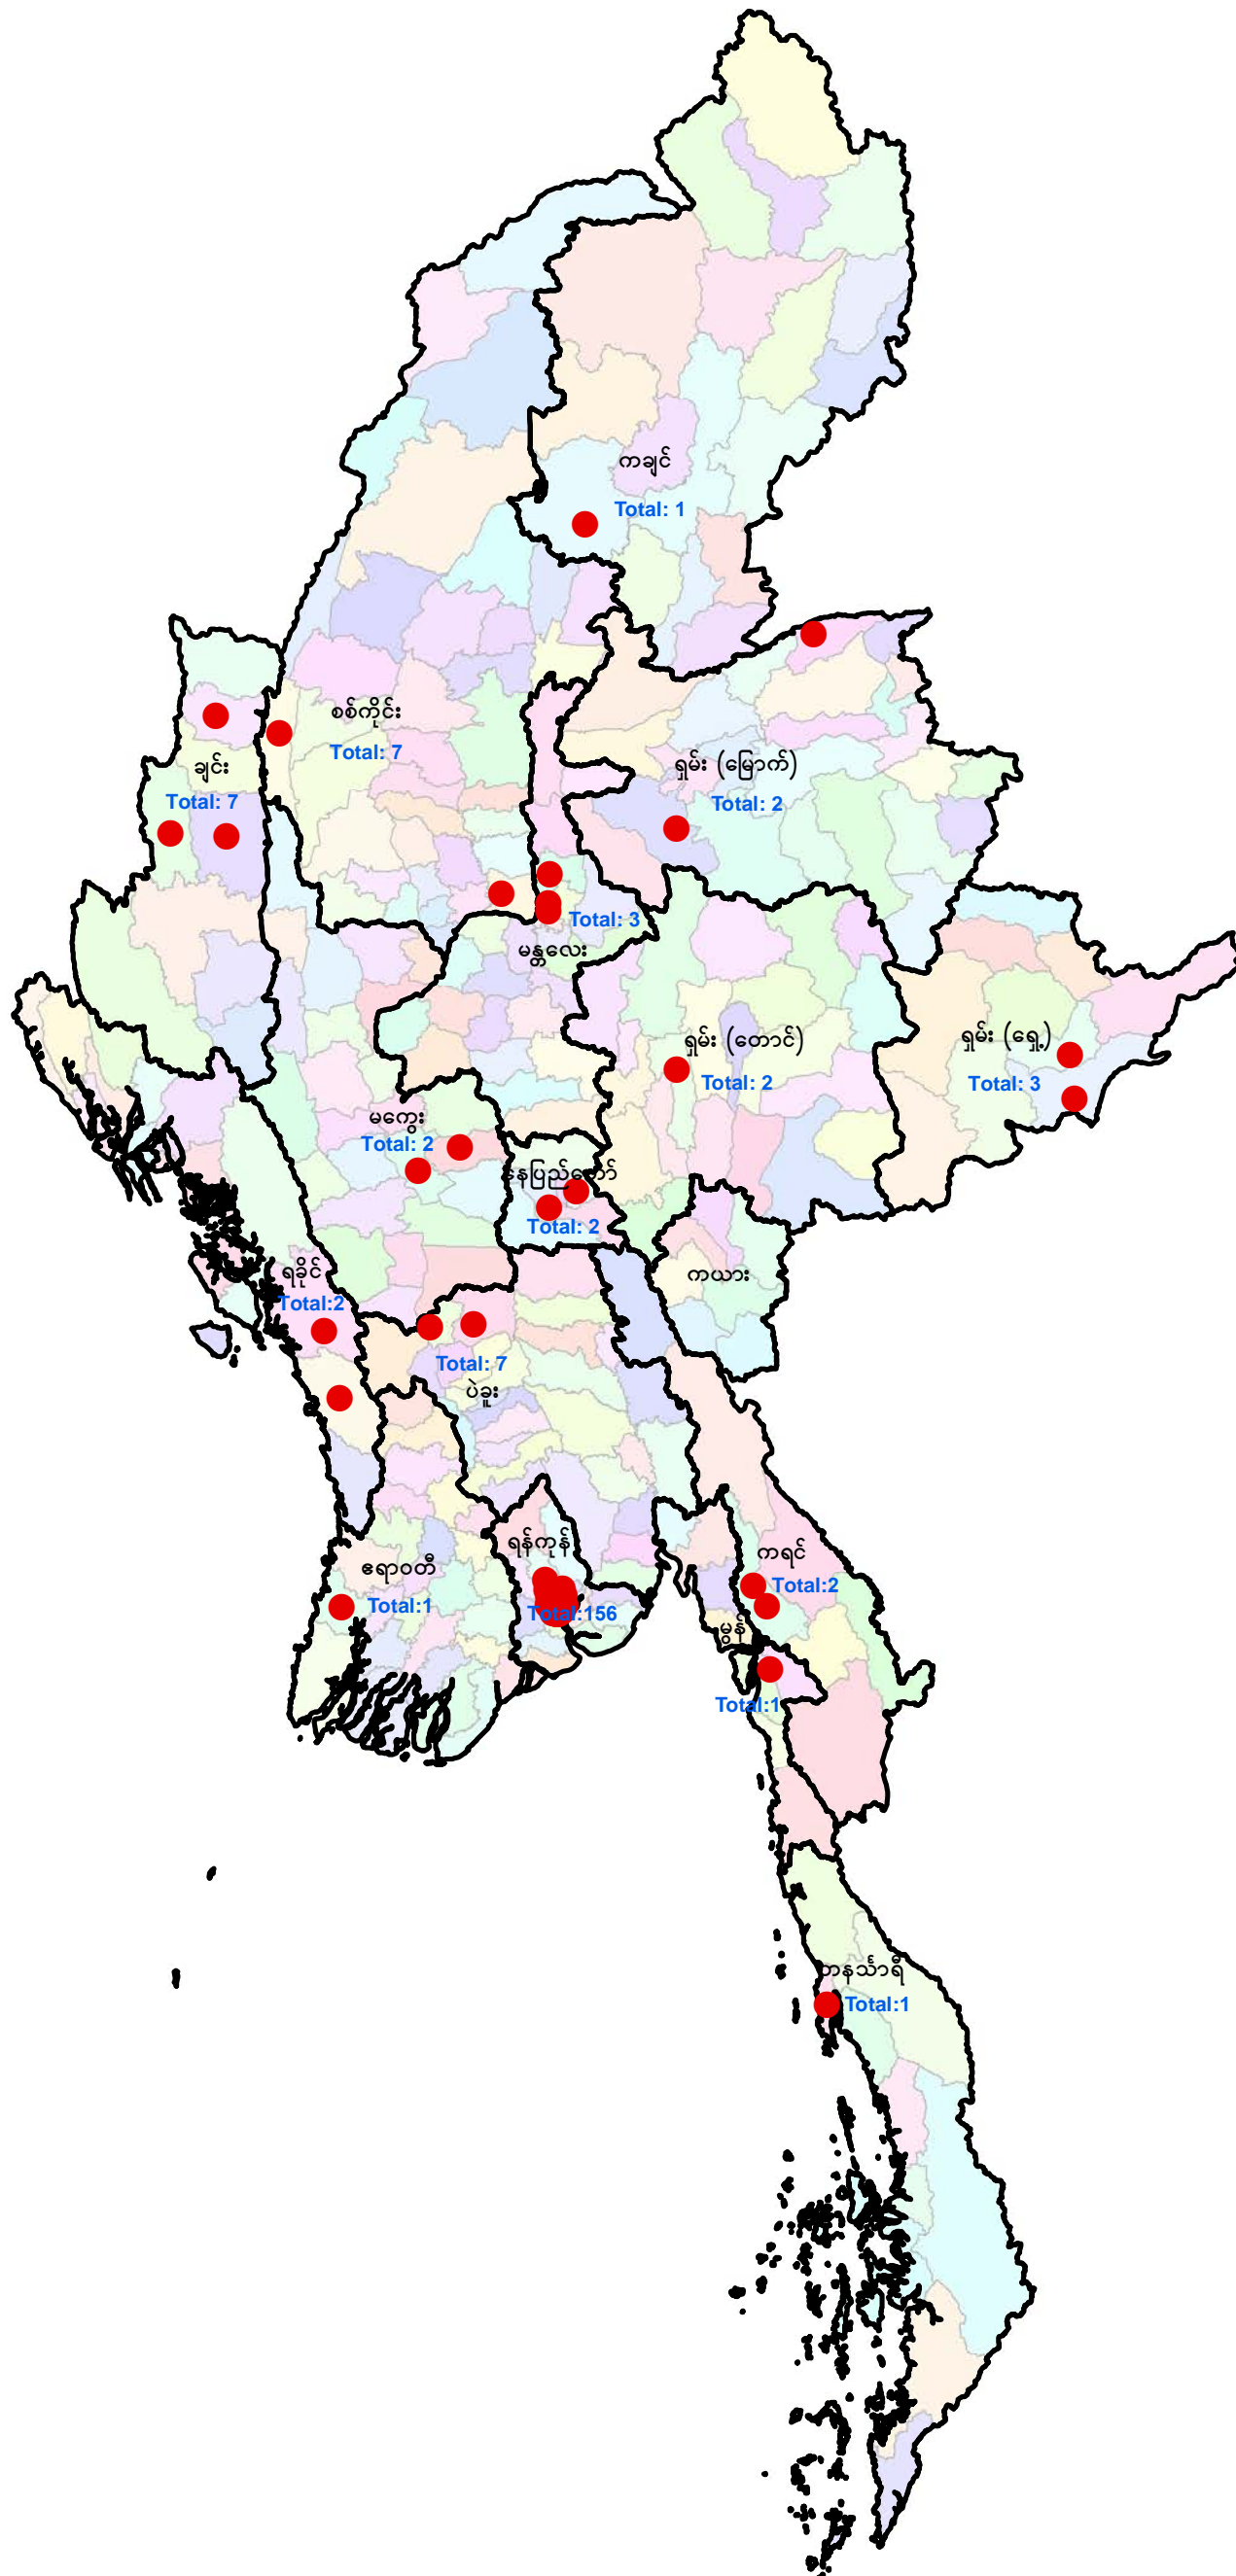 ကချင်
Total: 1
စစ်ကိုင်း
Total: 7
ချင်း
Total: 7
ရှမ်း (မြောက်)
Total: 2
Total: 3
မန္တလေး
ရှမ်း (တောင်)
Total: 2
ရှမ်း (ရှေ့)
Total: 3
မကွေး
Total: 2
နေပြည်တော်
Total: 2
ရခိုင်
Total:2
ကယား
Total: 7
ပဲခူး
ရန်ကုန်
Total:156
ဧရာဝတီ
Total:1
ကရင်
Total:2
မွန်
Total:1
တနင်္သာရီ
Total:1